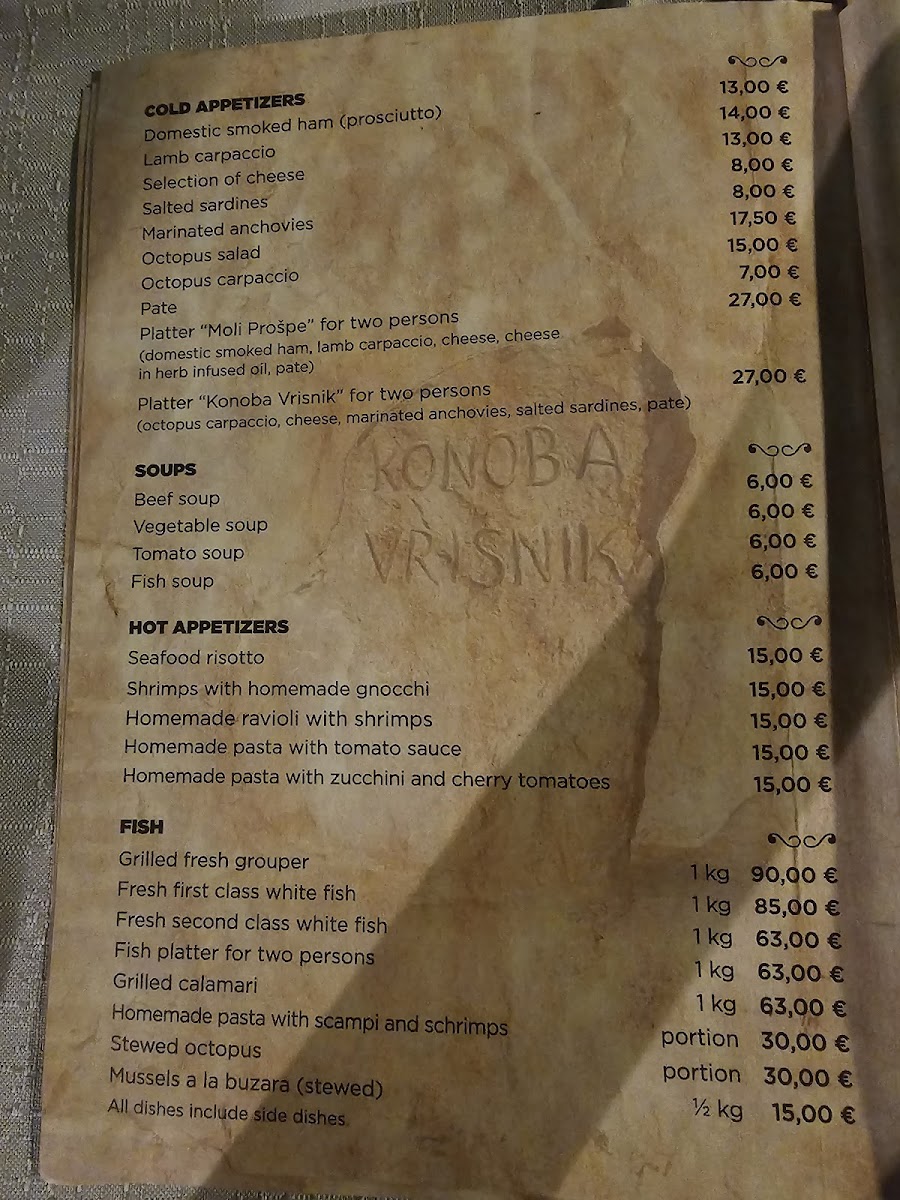 COLD APPETIZERS
Domestic smoked ham (prosciutto) 13,00 €
Lamb carpaccio 14,00 €
Selection of cheese 13,00 €
Salted sardines 8,00 €
Marinated anchovies 8,00 €
Octopus salad 17,50 €
Octopus carpaccio 15,00 €
Pate 7,00 €
Platter “Moli Prošpe” for two persons 27,00 €
(domestic smoked ham, lamb carpaccio, cheese, cheese
in herb infused oil, pate)
Platter “Konoba Vrisnik” for two persons 27,00 €
(octopus carpaccio, cheese, marinated anchovies, salted sardines, pate)
KONOBA
VRISNIK
SOUPS
Beef soup 6,00 €
Vegetable soup 6,00 €
Tomato soup 6,00 €
Fish soup 6,00 €
HOT APPETIZERS
Seafood risotto 15,00 €
Shrimps with homemade gnocchi 15,00 €
Homemade ravioli with shrimps 15,00 €
Homemade pasta with tomato sauce 15,00 €
Homemade pasta with zucchini and cherry tomatoes 15,00 €
FISH
Grilled fresh grouper 1 kg 90,00 €
Fresh first class white fish 1 kg 85,00 €
Fresh second class white fish 1 kg 63,00 €
Fish platter for two persons 1 kg 63,00 €
Grilled calamari 1 kg 63,00 €
Homemade pasta with scampi and schrimps portion 30,00 €
Stewed octopus portion 30,00 €
Mussels a la buzara (stewed) ½ kg 15,00 €
All dishes include side dishes.